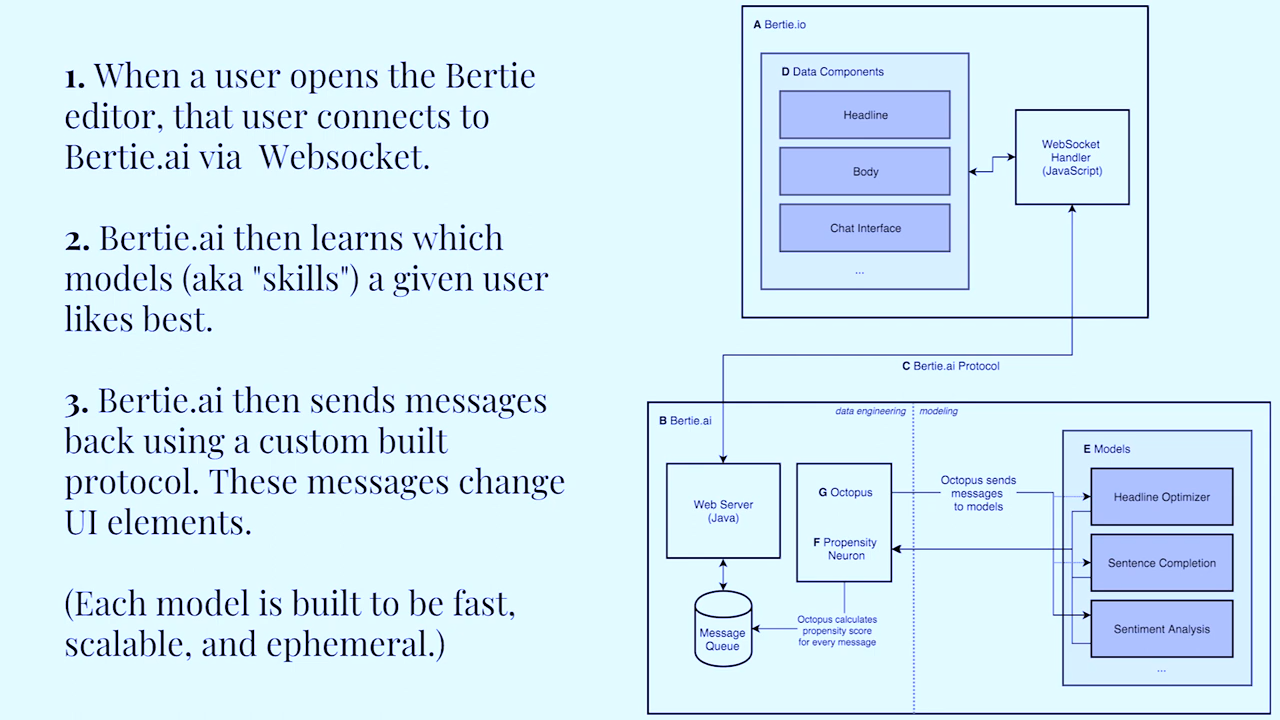 1. When a user opens the Bertie
editor, that user connects to
Bertie.ai via  Websocket.
2. Bertie.ai then learns which
models (aka "skills") a given user
likes best.
3. Bertie.ai then sends messages
back using a custom built
protocol. These messages change
UI elements.
(Each model is built to be fast,
scalable, and ephemeral.)
A Bertie.io
D Data Components
Headline
Body
Chat Interface
...
WebSocket
Handler
(JavaScript)
C Bertie.ai Protocol
B Bertie.ai
data engineering
modeling
Web Server
(Java)
Message
Queue
G Octopus
F Propensity
Neuron
Octopus calculates
propensity score
for every message
Octopus sends
messages
to models
E Models
Headline Optimizer
Sentence Completion
Sentiment Analysis
...